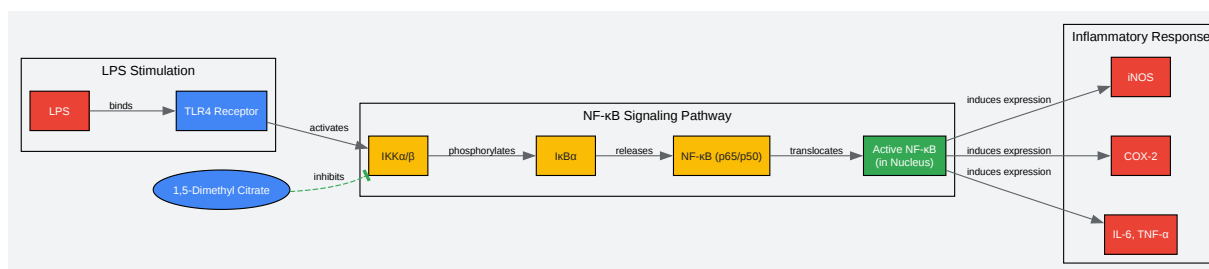 LPS Stimulation
LPS
binds
TLR4 Receptor
activates
1,5-Dimethyl Citrate
inhibits
NF-κB Signaling Pathway
IKKα/β
phosphorylates
IκBα
releases
NF-κB (p65/p50)
translocates
Active NF-κB
(in Nucleus)
induces expression
induces expression
induces expression
Inflammatory Response
iNOS
COX-2
IL-6, TNF-α